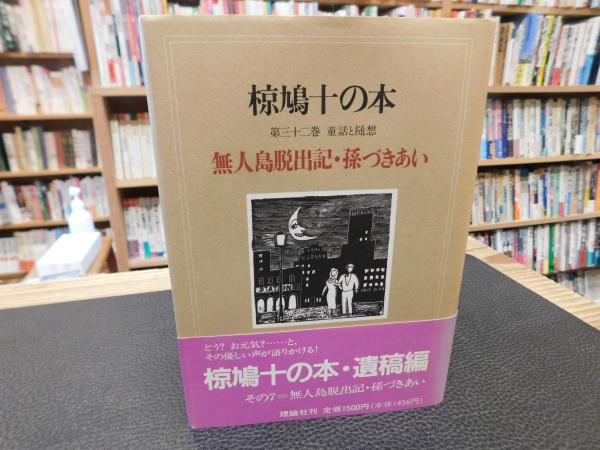 椋鳩十の本
第三十二巻 童話と随想
無人島脱出記・孫づきあい
STATION
どう? お元気?……と、
その優しい声が語りかける!
椋鳩十の本・遺稿編
その7=無人島脱出記・孫づきあい
理論社刊 定価1500円(本体1456円)